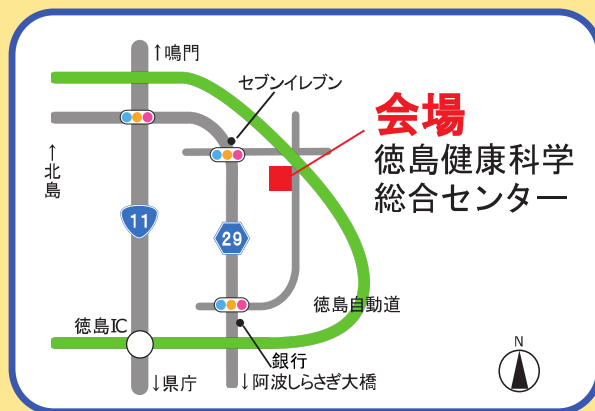 ↑鳴門
セブンイレブン
会場
徳島健康科学
総合センター
↑北島
11
29
徳島自動道
徳島IC
銀行
↓県庁
↓阿波しらさぎ大橋
N